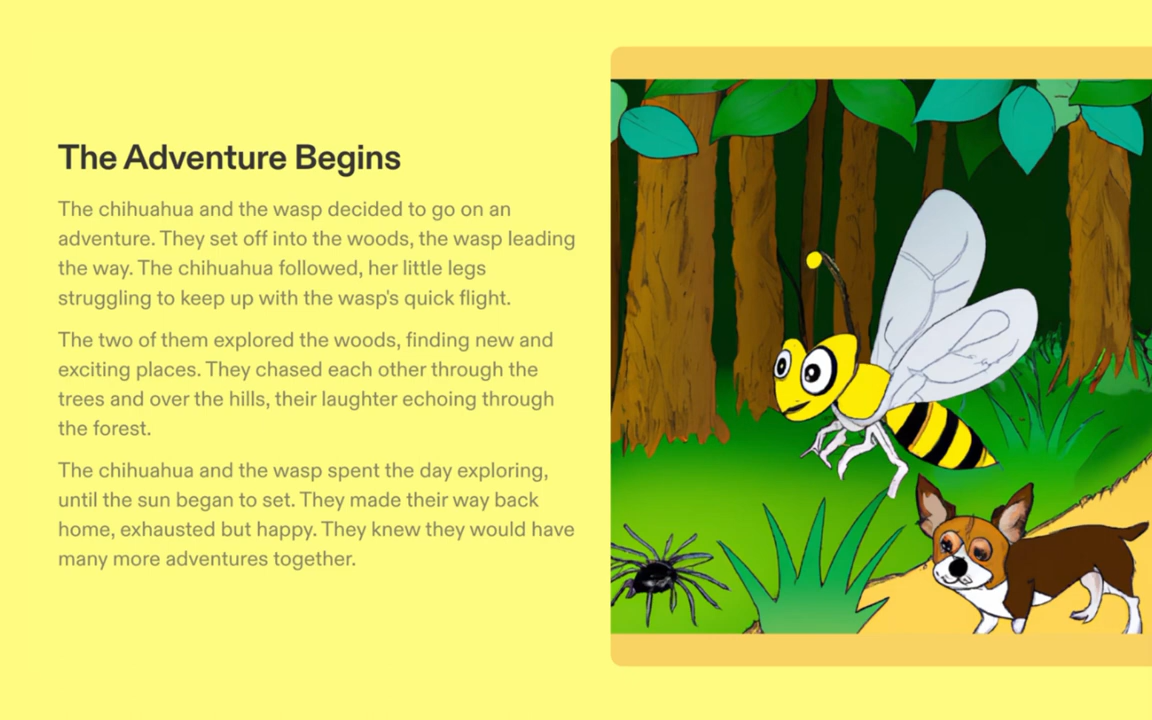 The Adventure Begins
The chihuahua and the wasp decided to go on an
adventure. They set off into the woods, the wasp leading
the way. The chihuahua followed, her little legs
struggling to keep up with the wasp's quick flight.
The two of them explored the woods, finding new and
exciting places. They chased each other through the
trees and over the hills, their laughter echoing through
the forest.
The chihuahua and the wasp spent the day exploring,
until the sun began to set. They made their way back
home, exhausted but happy. They knew they would have
many more adventures together.